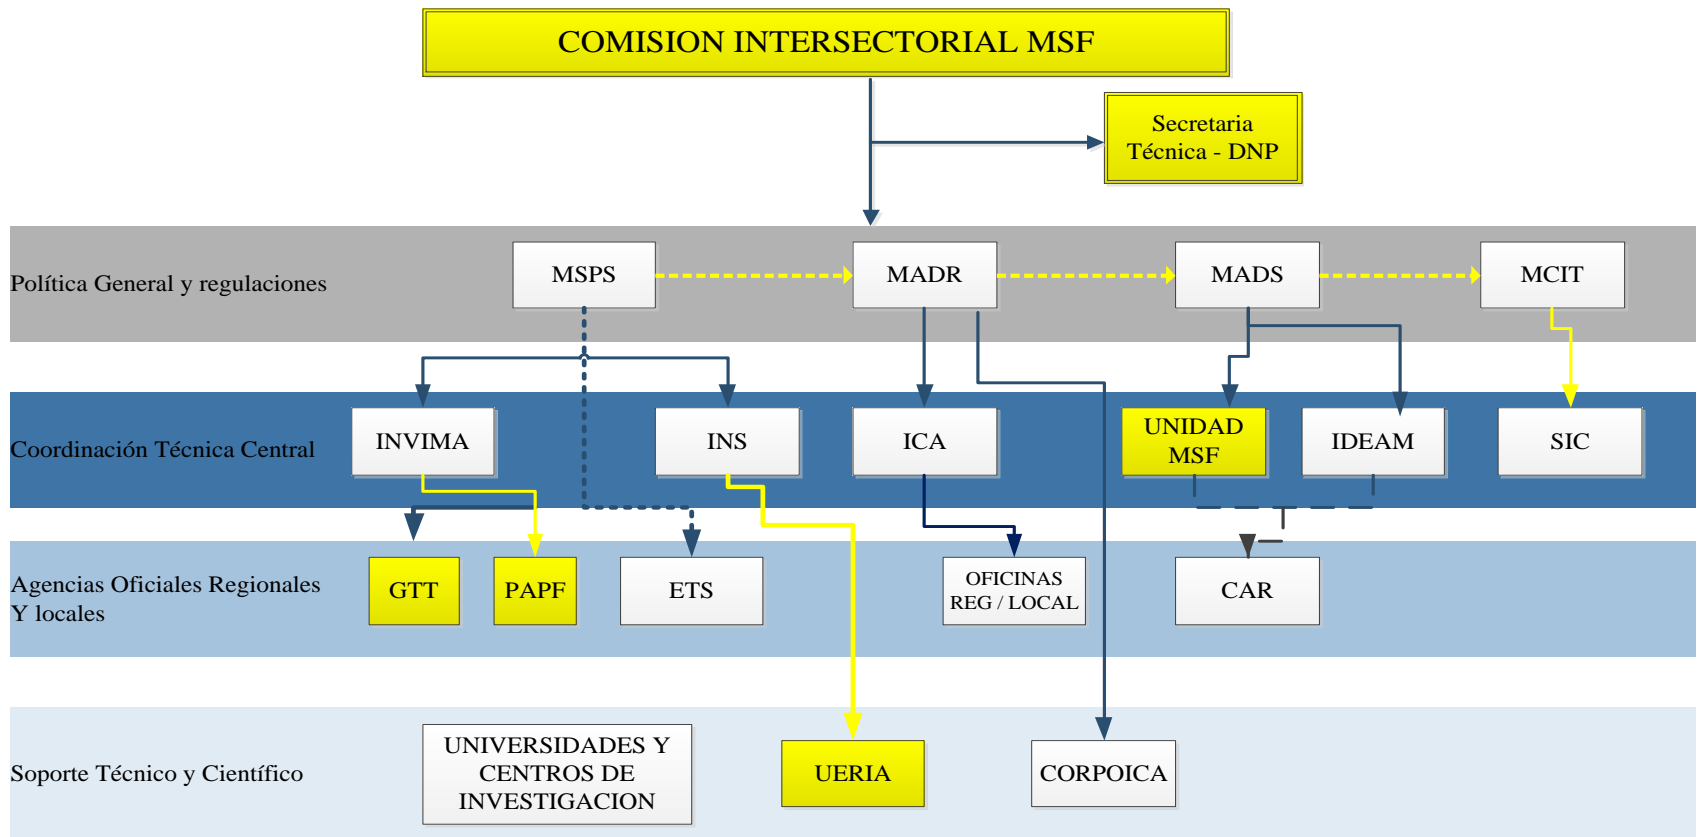 COMISION INTERSECTORIAL MSF
Secretaria
Técnica - DNP
Política General y regulaciones
MSPS
MADR
MADS
MCIT
Coordinación Técnica Central
INVIMA
INS
ICA
UNIDAD
MSF
IDEAM
SIC
Agencias Oficiales Regionales
Y locales
GTT
PAPF
ETS
OFICINAS
REG / LOCAL
CAR
Soporte Técnico y Científico
UNIVERSIDADES Y
CENTROS DE
INVESTIGACION
UERIA
CORPOICA